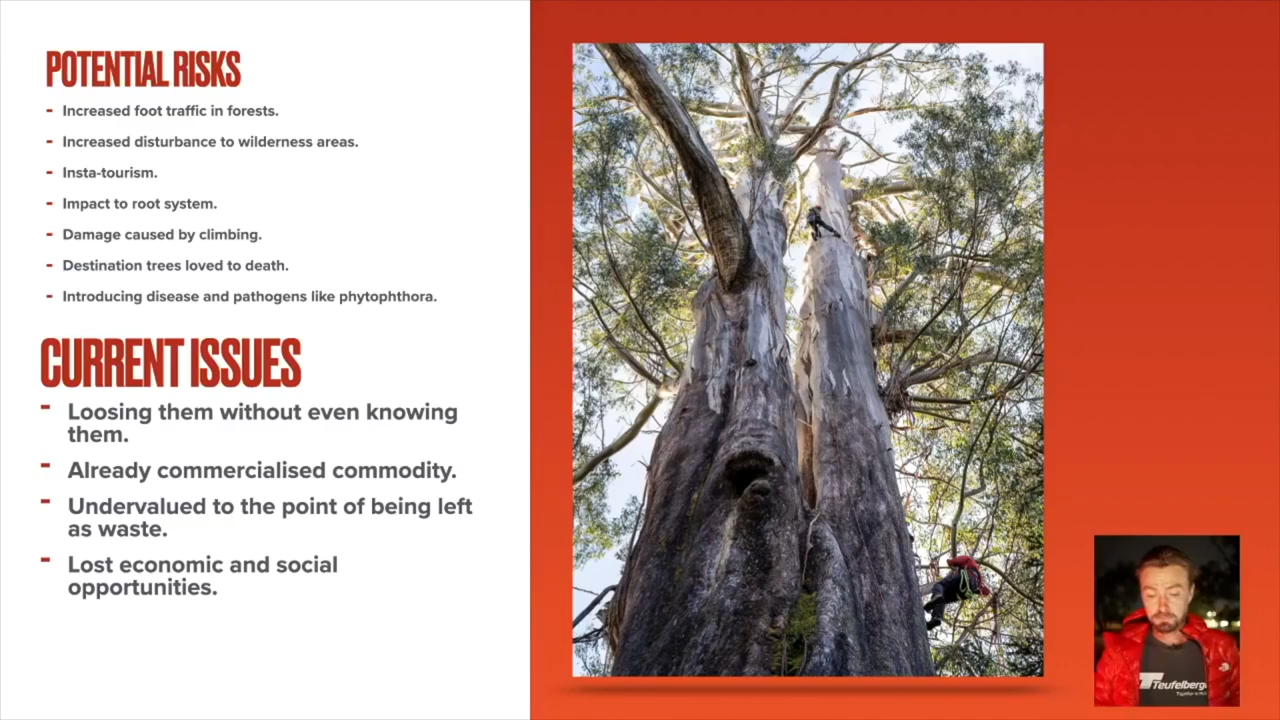 POTENTIAL RISKS
- Increased foot traffic in forests.
- Increased disturbance to wilderness areas.
- Insta-tourism.
- Impact to root system.
- Damage caused by climbing.
- Destination trees loved to death.
- Introducing disease and pathogens like phytophthora.
CURRENT ISSUES
- Loosing them without even knowing
them.
- Already commercialised commodity.
- Undervalued to the point of being left
as waste.
- Lost economic and social
opportunities.
Teufelberge